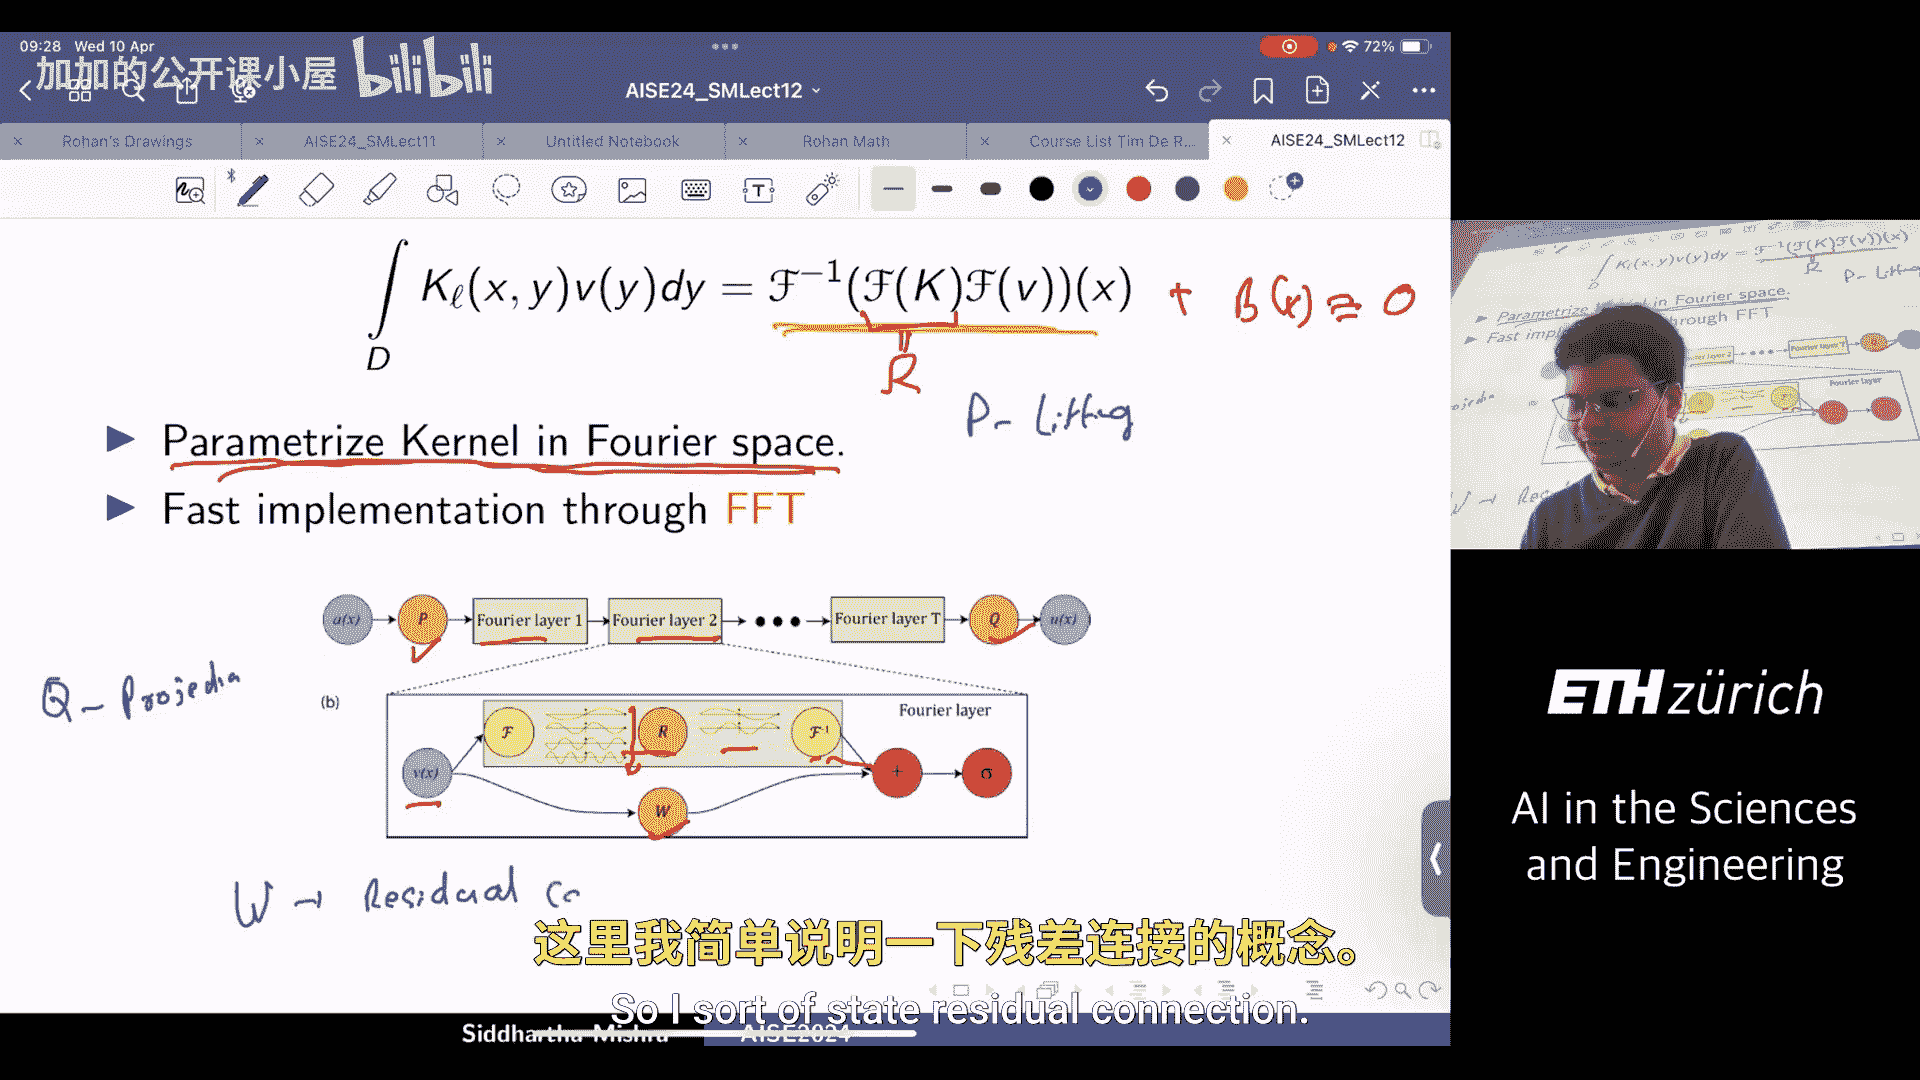 09:28 Wed 10 Apr
72%
加加的公开课小屋 bilibili
AISE24_SMLect12
Rohan's Drawings
AISE24_SMLect11
Untitled Notebook
Rohan Math
Course List Tim De R...
AISE24_SMLect12
∫_D K_ℓ(x, y)v(y)dy = ℱ⁻¹(ℱ(K)ℱ(v))(x) + B(x) ≡ 0
R
P- Lifting
Parametrize Kernel in Fourier space.
Fast implementation through FFT
a(x) P Fourier layer 1 Fourier layer 2 Fourier layer T Q u(x)
Q - Projection
(b)
Fourier layer
ℱ R ℱ⁻¹
v(x) + σ
W
W → Residual Co
这里我简单说明一下残差连接的概念。
So I sort of state residual connection.
Siddhartha Mishra AISE2024
ETH zürich
AI in the Sciences
and Engineering